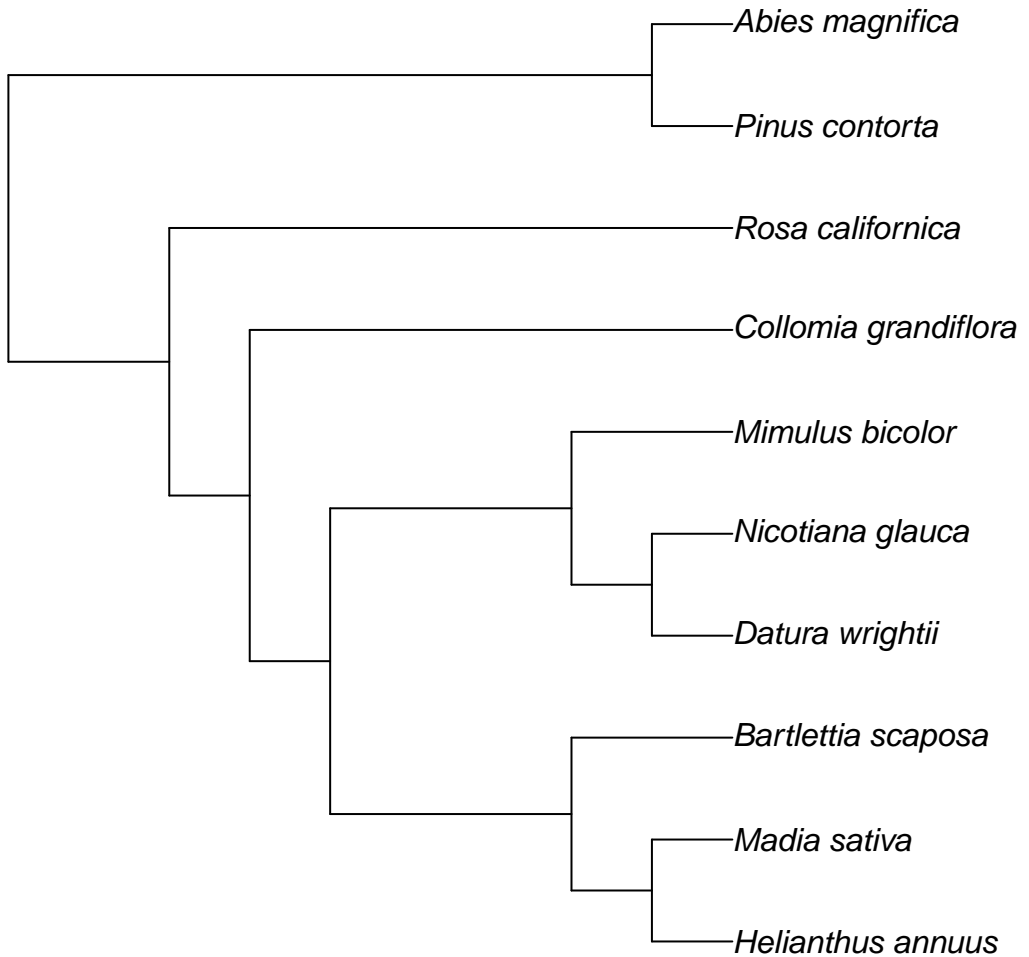 Abies magnifica
Pinus contorta
Rosa californica
Collomia grandiflora
Mimulus bicolor
Nicotiana glauca
Datura wrightii
Bartlettia scaposa
Madia sativa
Helianthus annuus